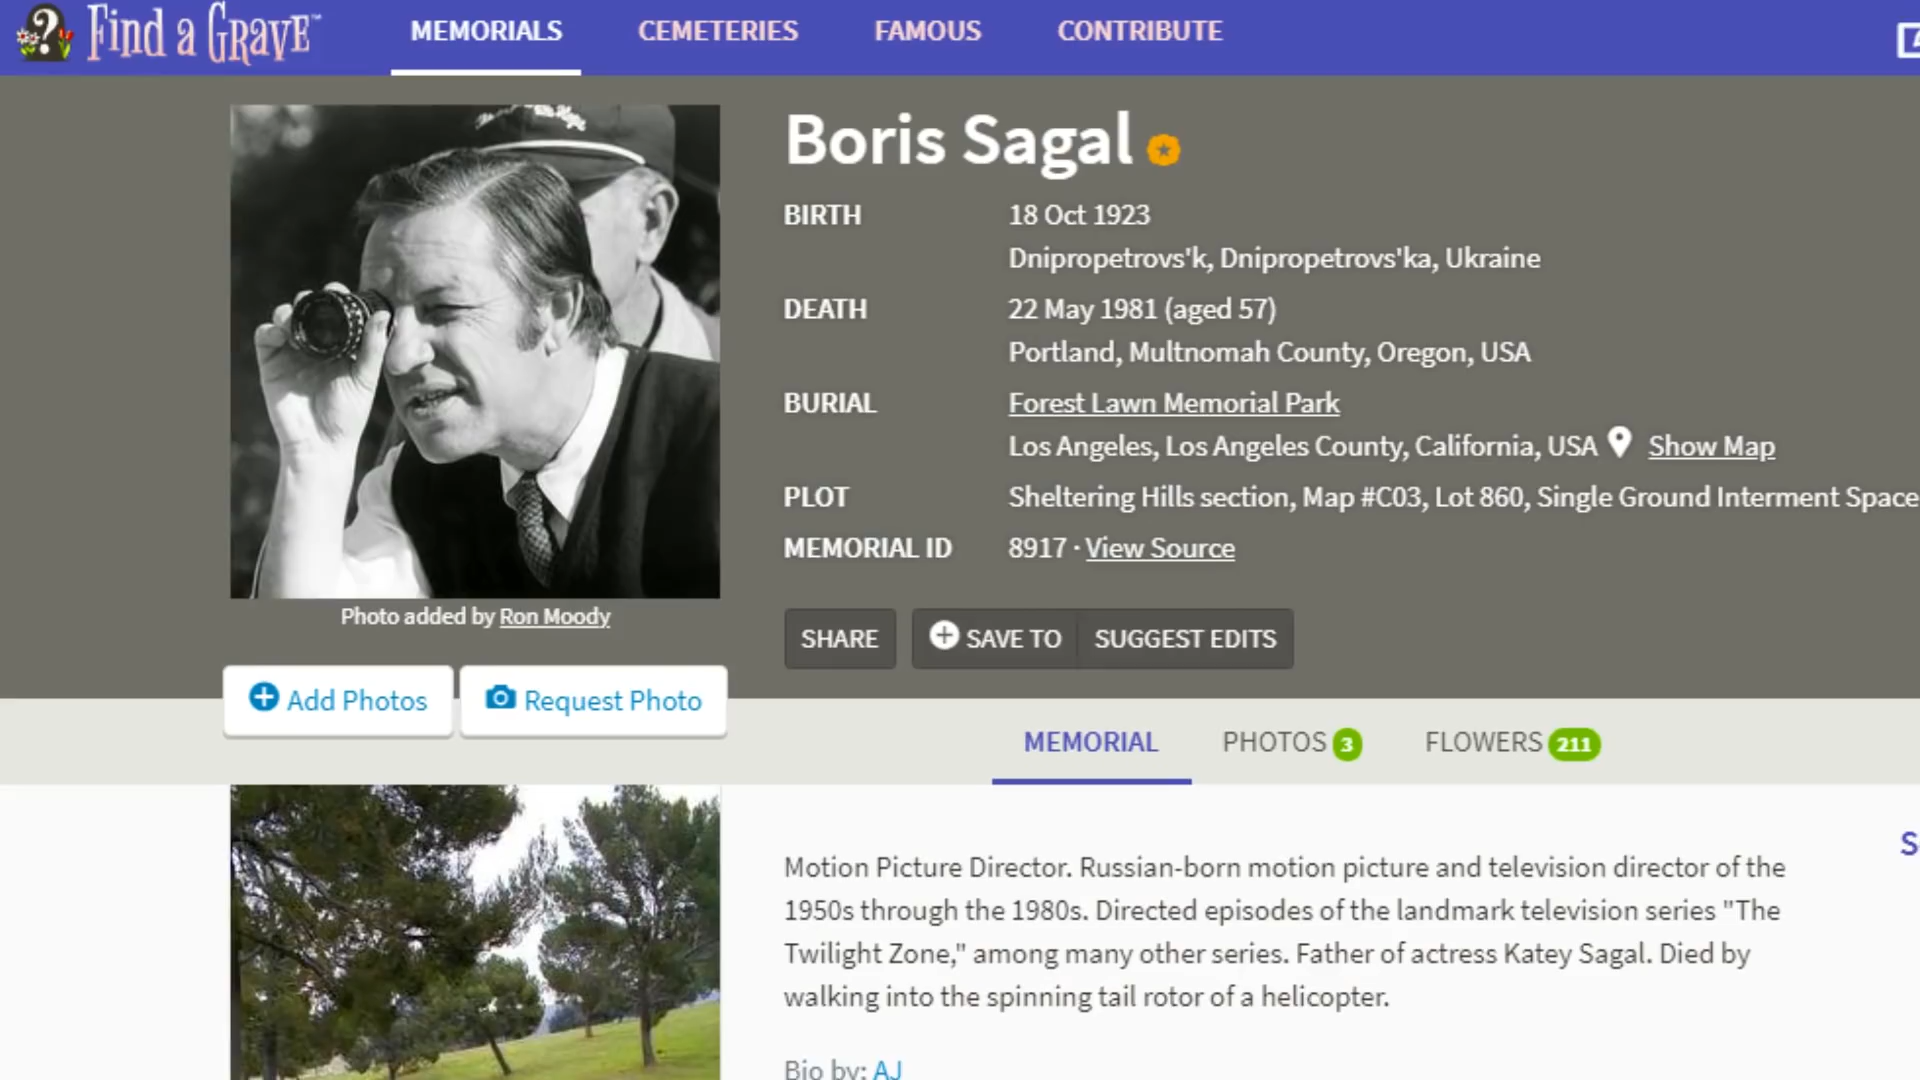 Find a Grave™
MEMORIALS
CEMETERIES
FAMOUS
CONTRIBUTE
Boris Sagal
BIRTH
18 Oct 1923
Dnipropetrovs'k, Dnipropetrovs'ka, Ukraine
DEATH
22 May 1981 (aged 57)
Portland, Multnomah County, Oregon, USA
BURIAL
Forest Lawn Memorial Park
Los Angeles, Los Angeles County, California, USA Show Map
PLOT
Sheltering Hills section, Map #C03, Lot 860, Single Ground Interment Space
MEMORIAL ID
8917 · View Source
Photo added by Ron Moody
SHARE
SAVE TO
SUGGEST EDITS
Add Photos
Request Photo
MEMORIAL
PHOTOS 3
FLOWERS 211
Motion Picture Director. Russian-born motion picture and television director of the
1950s through the 1980s. Directed episodes of the landmark television series "The
Twilight Zone," among many other series. Father of actress Katey Sagal. Died by
walking into the spinning tail rotor of a helicopter.
Bio by: AJ